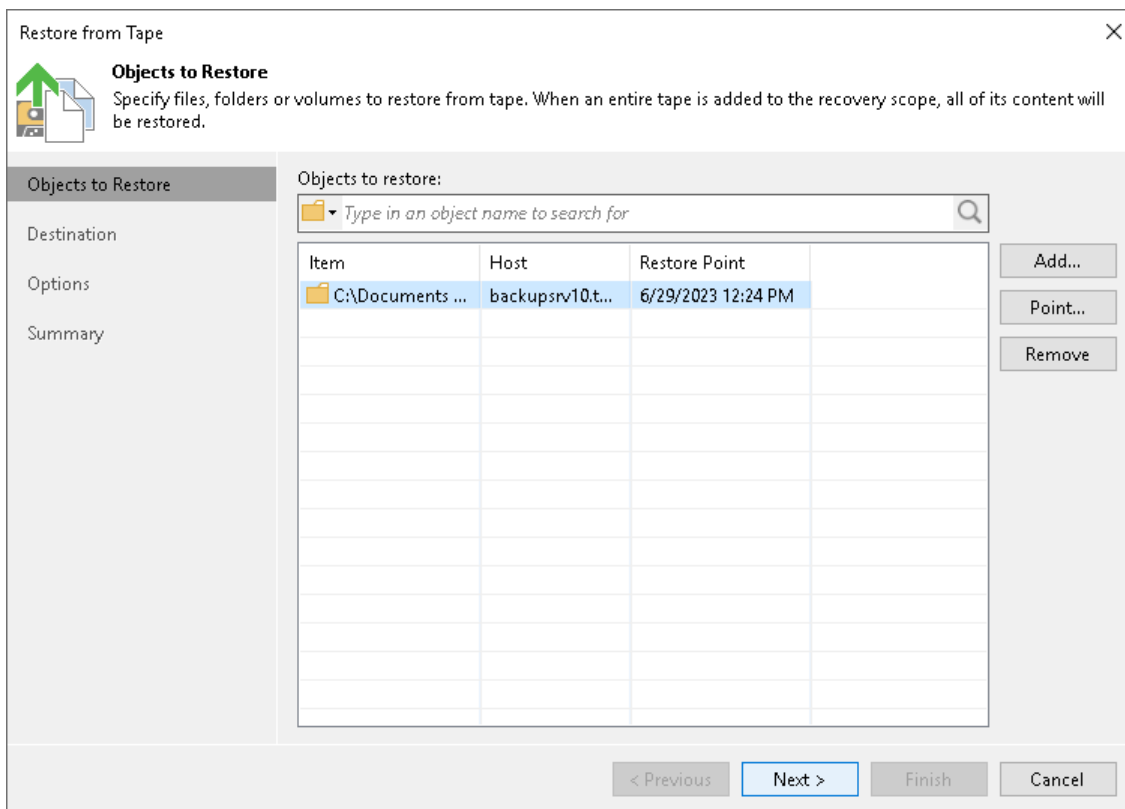 Restore from Tape
Objects to Restore
Specify files, folders or volumes to restore from tape. When an entire tape is added to the recovery scope, all of its content will
be restored.
Objects to Restore
Destination
Options
Summary
Objects to restore:
Type in an object name to search for
Item Host Restore Point
C:\Documents ... backupsrv10.t... 6/29/2023 12:24 PM
Add...
Point...
Remove
< Previous Next > Finish Cancel